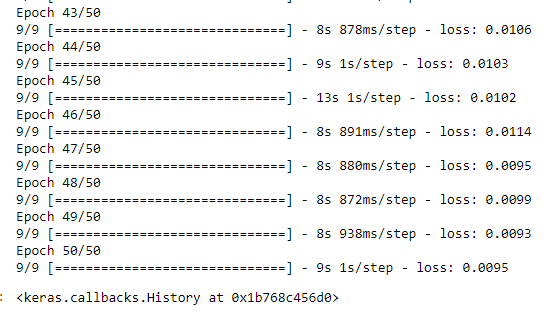 Epoch 43/50
9/9 [==============================] - 8s 878ms/step - loss: 0.0106
Epoch 44/50
9/9 [==============================] - 9s 1s/step - loss: 0.0103
Epoch 45/50
9/9 [==============================] - 13s 1s/step - loss: 0.0102
Epoch 46/50
9/9 [==============================] - 8s 891ms/step - loss: 0.0114
Epoch 47/50
9/9 [==============================] - 8s 880ms/step - loss: 0.0095
Epoch 48/50
9/9 [==============================] - 8s 872ms/step - loss: 0.0099
Epoch 49/50
9/9 [==============================] - 8s 938ms/step - loss: 0.0093
Epoch 50/50
9/9 [==============================] - 9s 1s/step - loss: 0.0095
: <keras.callbacks.History at 0x1b768c456d0>